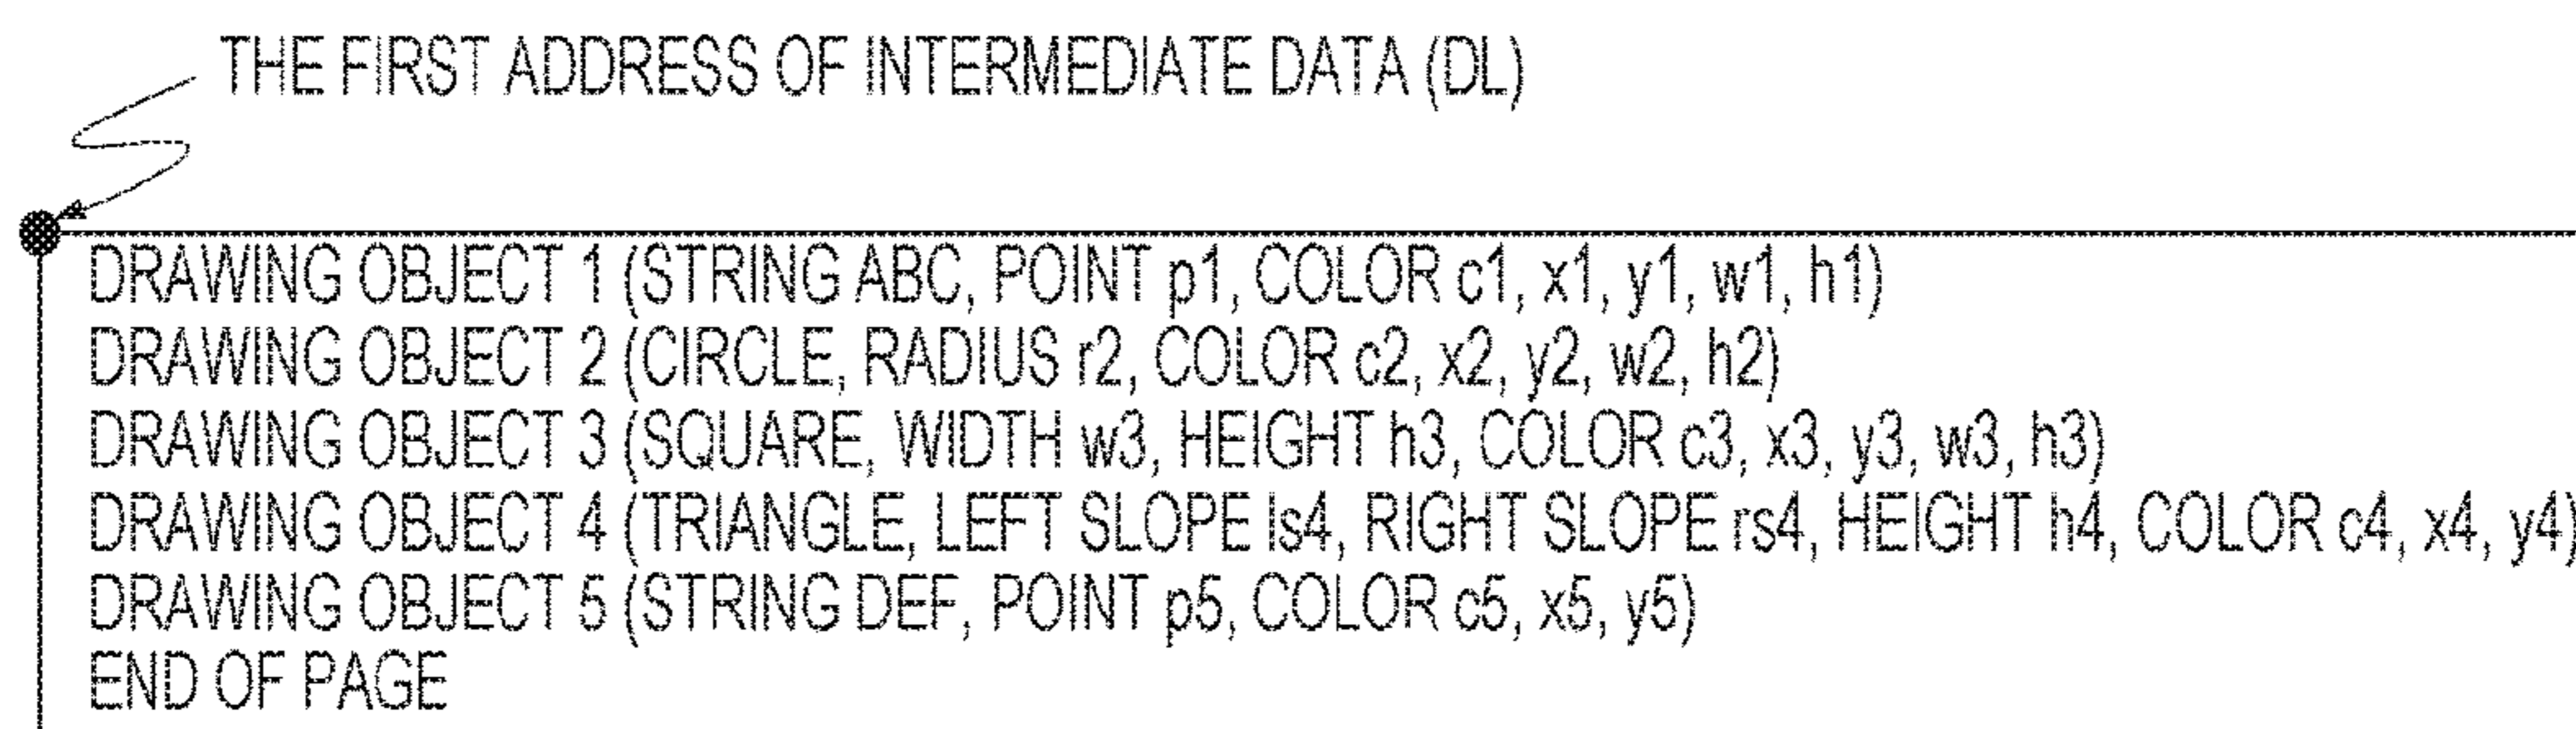 THE FIRST ADDRESS OF INTERMEDIATE DATA (DL)
DRAWING OBJECT 1 (STRING ABC, POINT p1, COLOR c1, x1, y1, w1, h1)
DRAWING OBJECT 2 (CIRCLE, RADIUS r2, COLOR c2, x2, y2, w2, h2)
DRAWING OBJECT 3 (SQUARE, WIDTH w3, HEIGHT h3, COLOR c3, x3, y3, w3, h3)
DRAWING OBJECT 4 (TRIANGLE, LEFT SLOPE ls4, RIGHT SLOPE rs4, HEIGHT h4, COLOR c4, x4, y4)
DRAWING OBJECT 5 (STRING DEF, POINT p5, COLOR c5, x5, y5)
END OF PAGE